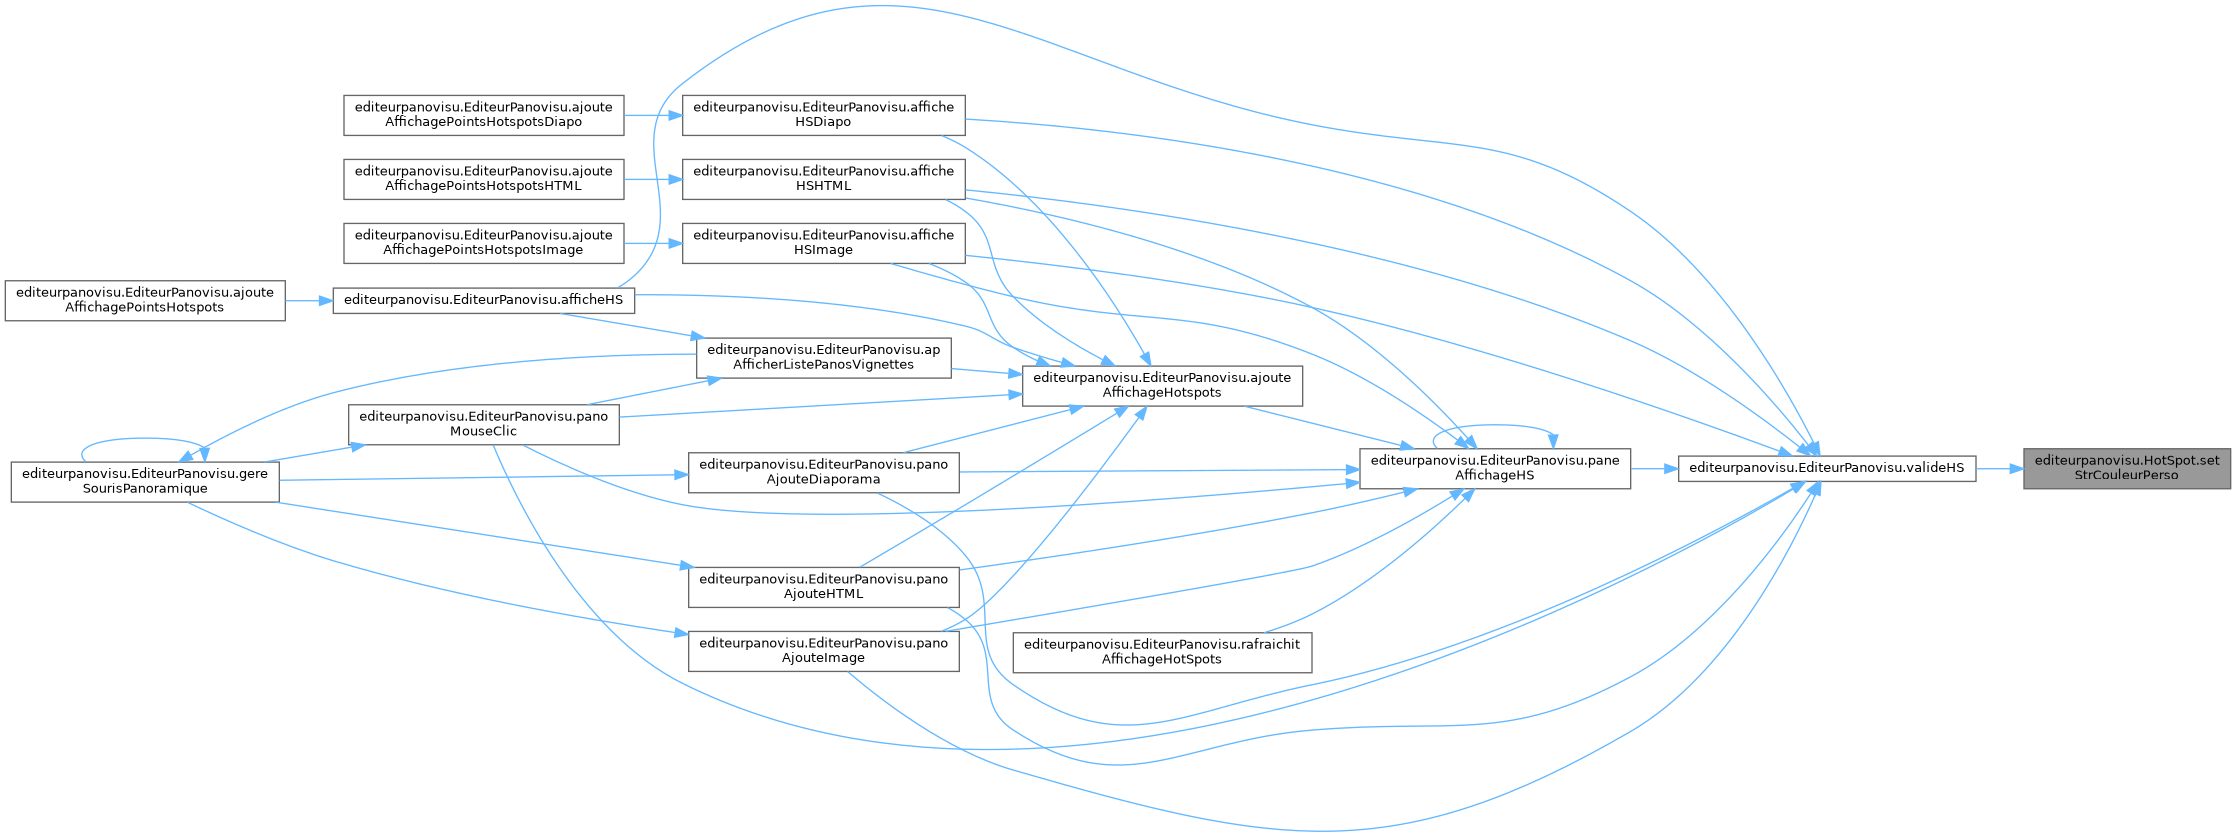 editeurpanovisu.EditeurPanovisu.ajoute
AffichagePointsHotspots
editeurpanovisu.EditeurPanovisu.ajoute
AffichagePointsHotspotsDiapo
editeurpanovisu.EditeurPanovisu.ajoute
AffichagePointsHotspotsHTML
editeurpanovisu.EditeurPanovisu.ajoute
AffichagePointsHotspotsImage
editeurpanovisu.EditeurPanovisu.afficheHS
editeurpanovisu.EditeurPanovisu.pano
MouseClic
editeurpanovisu.EditeurPanovisu.gere
SourisPanoramique
editeurpanovisu.EditeurPanovisu.affiche
HSDiapo
editeurpanovisu.EditeurPanovisu.affiche
HSHTML
editeurpanovisu.EditeurPanovisu.affiche
HSImage
editeurpanovisu.EditeurPanovisu.ap
AfficherListePanosVignettes
editeurpanovisu.EditeurPanovisu.pano
AjouteDiaporama
editeurpanovisu.EditeurPanovisu.pano
AjouteHTML
editeurpanovisu.EditeurPanovisu.pano
AjouteImage
editeurpanovisu.EditeurPanovisu.ajoute
AffichageHotspots
editeurpanovisu.EditeurPanovisu.rafraichit
AffichageHotSpots
editeurpanovisu.EditeurPanovisu.pane
AffichageHS
editeurpanovisu.EditeurPanovisu.valideHS
editeurpanovisu.HotSpot.set
StrCouleurPerso